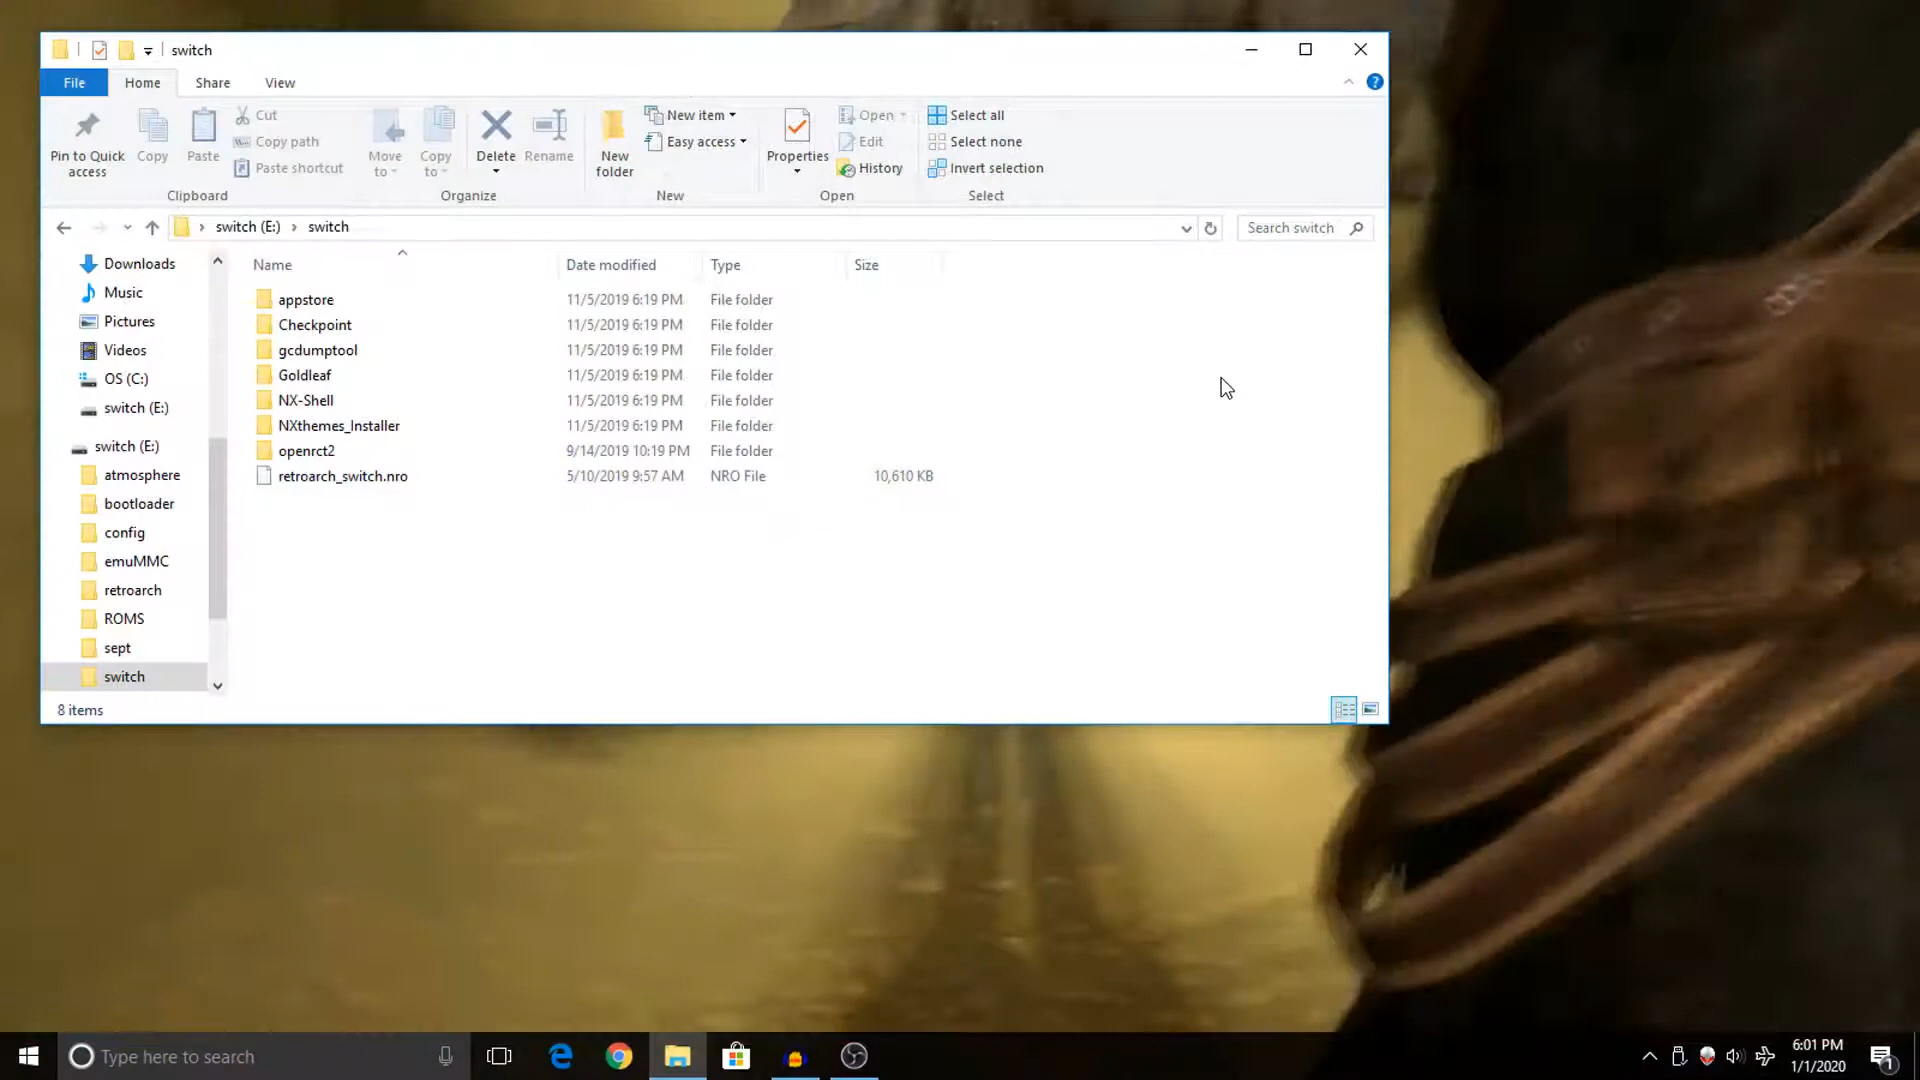 switch
File Home Share View
Pin to Quick access
Copy
Paste
Cut
Copy path
Paste shortcut
Clipboard
Move to
Copy to
Delete
Rename
Organize
New folder
New item
Easy access
New
Properties
Open
Edit
History
Open
Select all
Select none
Invert selection
Select
switch (E:) switch
Search switch
Downloads
Music
Pictures
Videos
OS (C:)
switch (E:)
switch (E:)
atmosphere
bootloader
config
emuMMC
retroarch
ROMS
sept
switch
Name Date modified Type Size
appstore 11/5/2019 6:19 PM File folder
Checkpoint 11/5/2019 6:19 PM File folder
gcdumptool 11/5/2019 6:19 PM File folder
Goldleaf 11/5/2019 6:19 PM File folder
NX-Shell 11/5/2019 6:19 PM File folder
NXthemes_Installer 11/5/2019 6:19 PM File folder
openrct2 9/14/2019 10:19 PM File folder
retroarch_switch.nro 5/10/2019 9:57 AM NRO File 10,610 KB
8 items
Type here to search
6:01 PM
1/1/2020
1